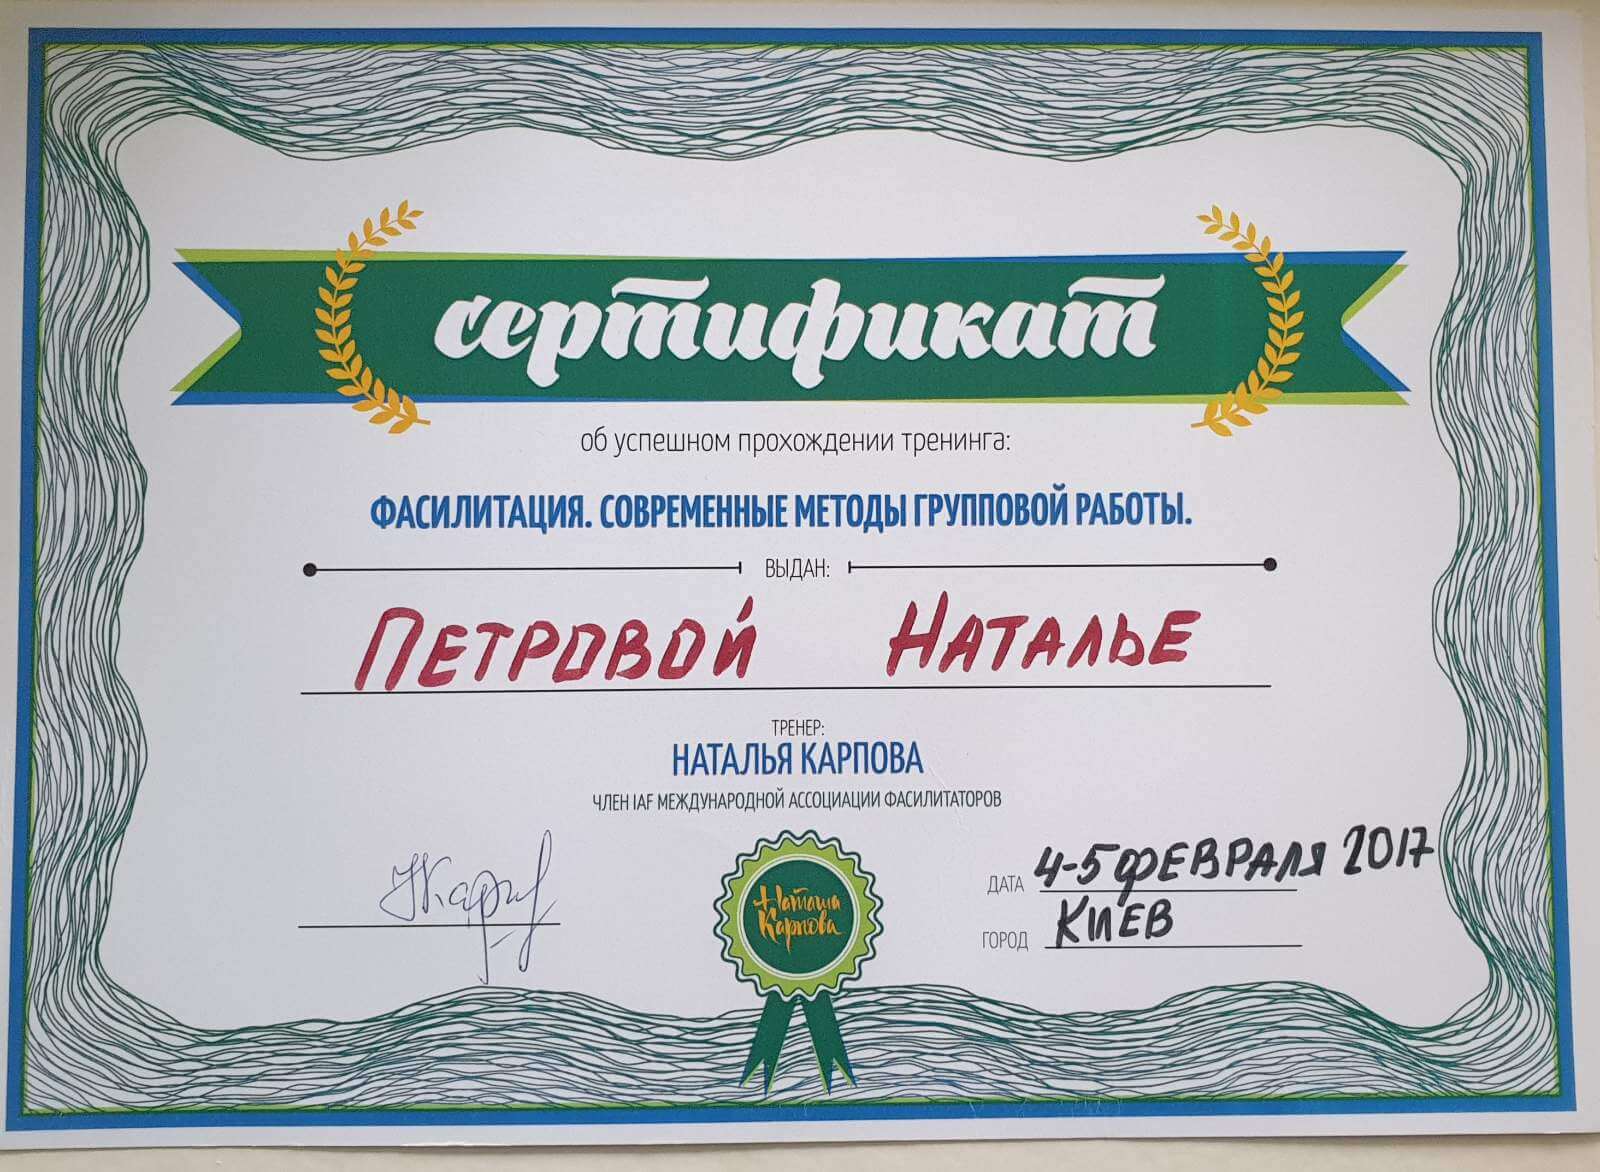 сертификат
об успешном прохождении тренинга:
ФАСИЛИТАЦИЯ. СОВРЕМЕННЫЕ МЕТОДЫ ГРУППОВОЙ РАБОТЫ.
ВЫДАН:
ПЕТРОВОЙ НАТАЛЬЕ
ТРЕНЕР:
НАТАЛЬЯ КАРПОВА
ЧЛЕН IAF МЕЖДУНАРОДНОЙ АССОЦИАЦИИ ФАСИЛИТАТОРОВ
Наташа
Карпова
ДАТА 4-5 ФЕВРАЛЯ 2017
ГОРОД КИЕВ